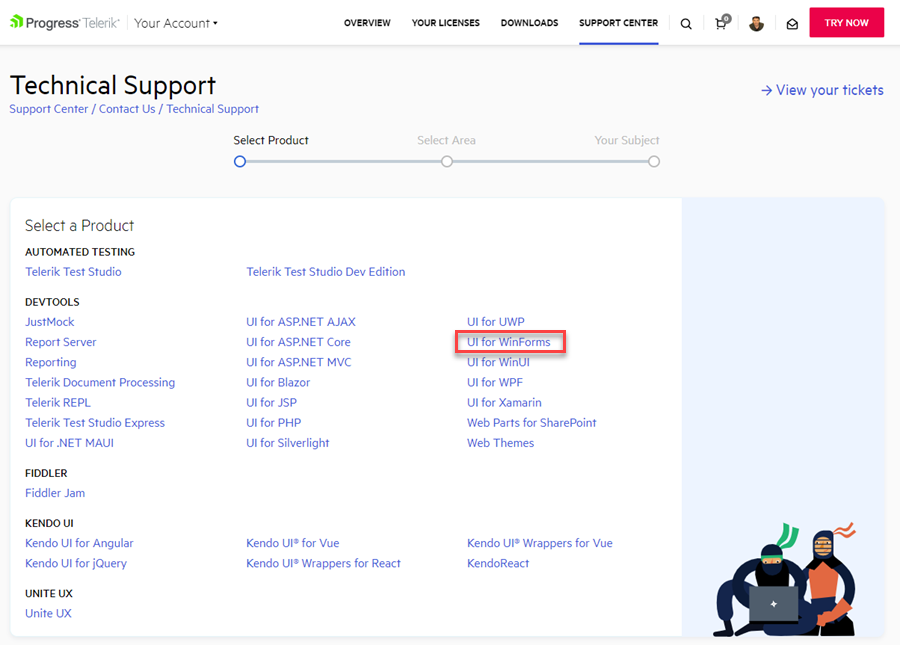 Progress Telerik Your Account OVERVIEW YOUR LICENSES DOWNLOADS SUPPORT CENTER 0 TRY NOW
Technical Support
→ View your tickets
Support Center / Contact Us / Technical Support
Select Product Select Area Your Subject
Select a Product
AUTOMATED TESTING
Telerik Test Studio Telerik Test Studio Dev Edition
DEVTOOLS
JustMock UI for ASP.NET AJAX UI for UWP
Report Server UI for ASP.NET Core UI for WinForms
Reporting UI for ASP.NET MVC UI for WinUI
Telerik Document Processing UI for Blazor UI for WPF
Telerik REPL UI for JSP UI for Xamarin
Telerik Test Studio Express UI for PHP Web Parts for SharePoint
UI for .NET MAUI UI for Silverlight Web Themes
FIDDLER
Fiddler Jam
KENDO UI
Kendo UI for Angular Kendo UI® for Vue Kendo UI® Wrappers for Vue
Kendo UI for jQuery Kendo UI® Wrappers for React KendoReact
UNITE UX
Unite UX